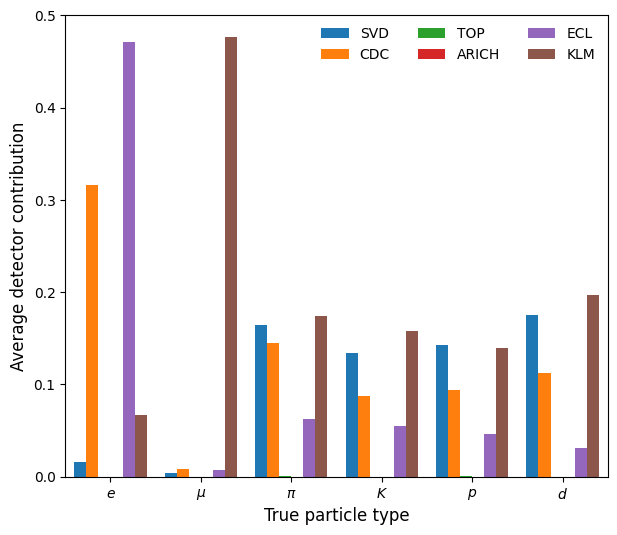 0.5
0.4
0.3
0.2
0.1
0.0
Average detector contribution
SVD TOP ECL
CDC ARICH KLM
e μ π K p d
True particle type